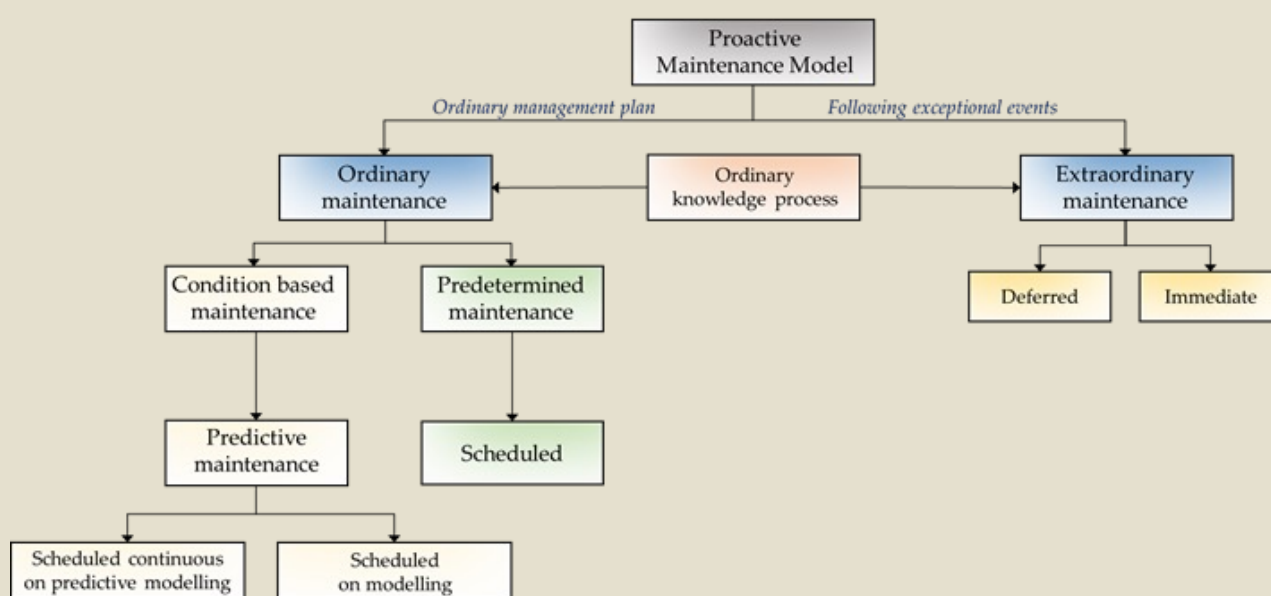 Proactive
Maintenance Model
Ordinary management plan
Following exceptional events
Ordinary
maintenance
Ordinary
knowledge process
Extraordinary
maintenance
Condition based
maintenance
Predetermined
maintenance
Deferred
Immediate
Predictive
maintenance
Scheduled
Scheduled continuous
on predictive modelling
Scheduled
on modelling